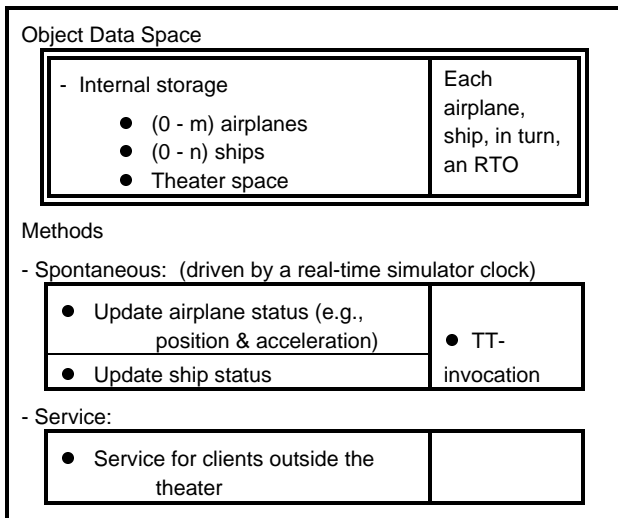 Object Data Space
- Internal storage
● (0 - m) airplanes
● (0 - n) ships
● Theater space
Each
airplane,
ship, in turn,
an RTO
Methods
- Spontaneous: (driven by a real-time simulator clock)
● Update airplane status (e.g.,
position & acceleration)
● Update ship status
● TT-
invocation
- Service:
● Service for clients outside the
theater